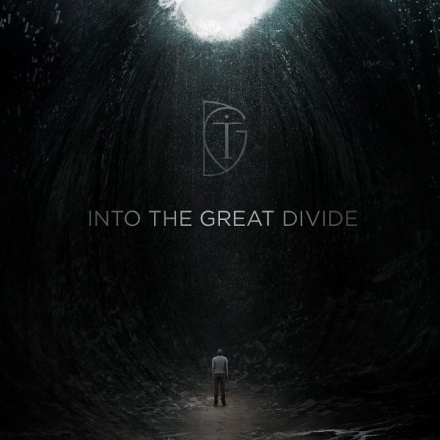 INTO THE GREAT DIVIDE